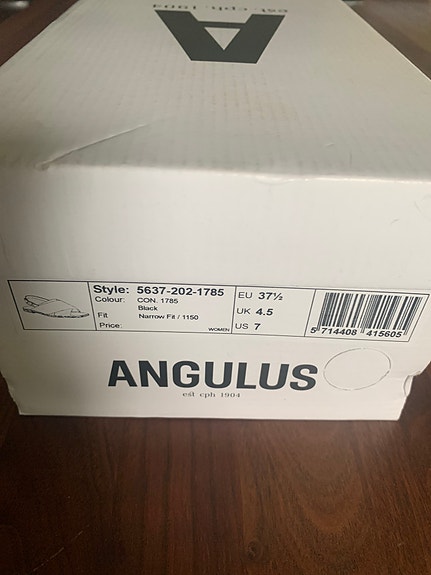 est. cph. 1904
A
Style: 5637-202-1785
Colour: CON. 1785
Black
Fit Narrow Fit / 1150
Price:
WOMEN
EU 37½
UK 4.5
US 7
5 714408 415605
ANGULUS
est cph 1904